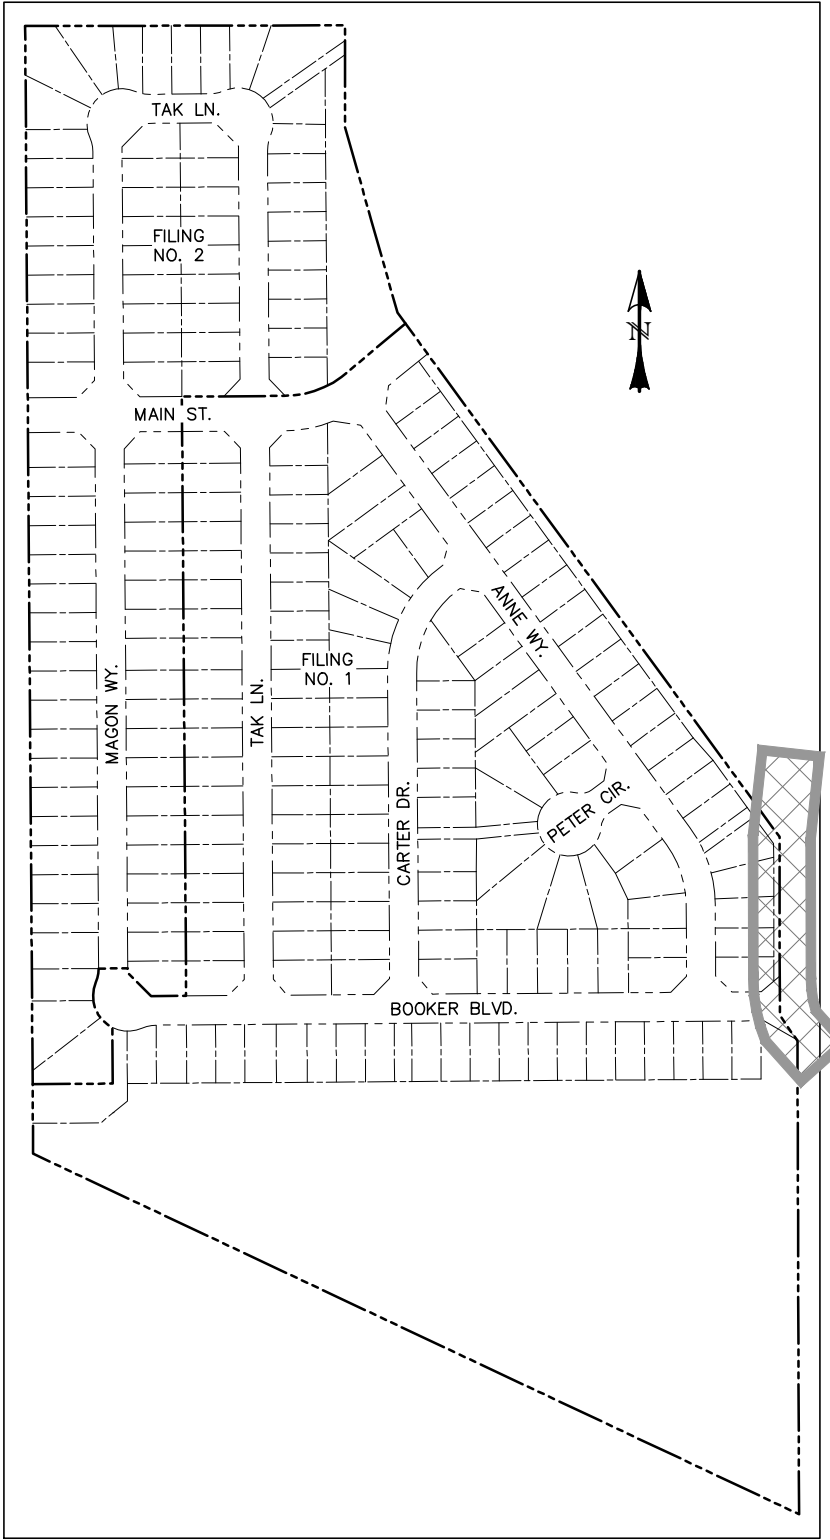 TAK LN.
FILING
NO. 2
N
MAIN ST.
ANNE WY.
FILING
NO. 1
MAGON WY.
TAK LN.
CARTER DR.
PETER CIR.
BOOKER BLVD.